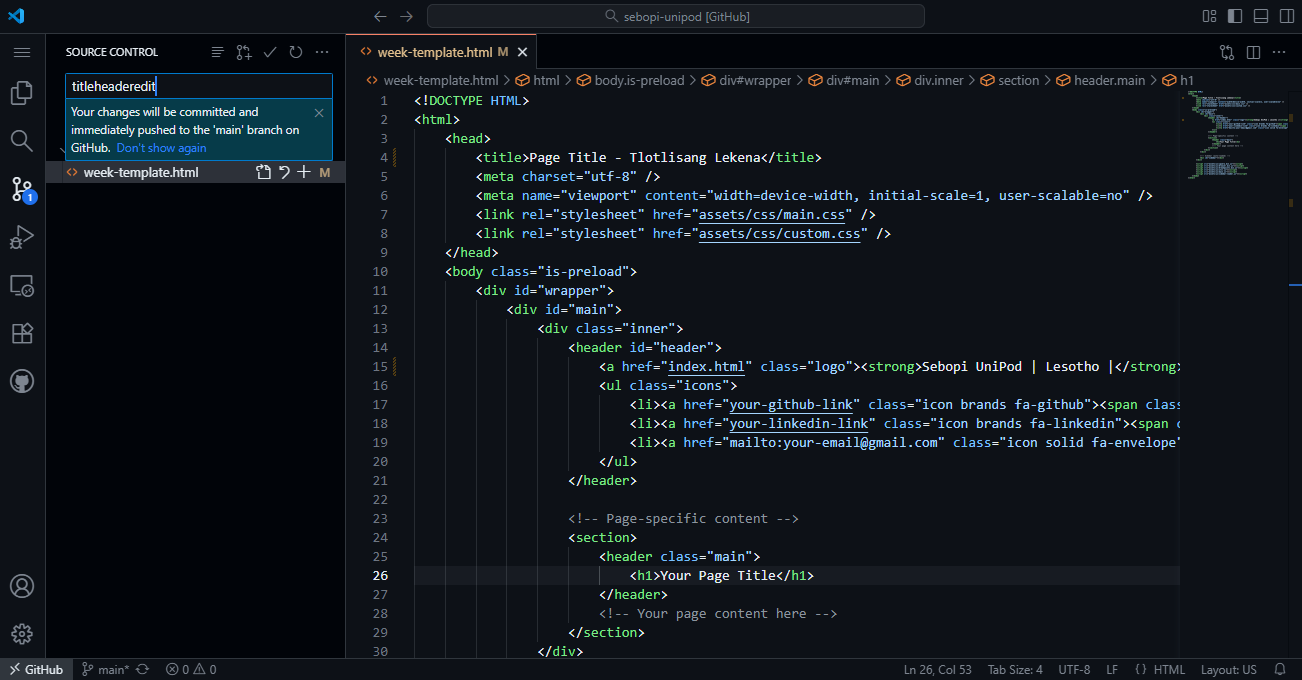 sebopi-unipod [GitHub]
SOURCE CONTROL
titleheaderedit
Your changes will be committed and
immediately pushed to the 'main' branch on
GitHub. Don't show again
week-template.html M
1
week-template.html M
week-template.html > html > body.is-preload > div#wrapper > div#main > div.inner > section > header.main > h1
1 <!DOCTYPE HTML>
2 <html>
3 <head>
4 <title>Page Title - Tlotlisang Lekena</title>
5 <meta charset="utf-8" />
6 <meta name="viewport" content="width=device-width, initial-scale=1, user-scalable=no" />
7 <link rel="stylesheet" href="assets/css/main.css" />
8 <link rel="stylesheet" href="assets/css/custom.css" />
9 </head>
10 <body class="is-preload">
11 <div id="wrapper">
12 <div id="main">
13 <div class="inner">
14 <header id="header">
15 <a href="index.html" class="logo"><strong>Sebopi UniPod | Lesotho |</strong>
16 <ul class="icons">
17 <li><a href="your-github-link" class="icon brands fa-github"><span clas
18 <li><a href="your-linkedin-link" class="icon brands fa-linkedin"><span c
19 <li><a href="mailto:your-email@gmail.com" class="icon solid fa-envelope"
20 </ul>
21 </header>
22
23 <!-- Page-specific content -->
24 <section>
25 <header class="main">
26 <h1>Your Page Title</h1>
27 </header>
28 <!-- Your page content here -->
29 </section>
30 </div>
GitHub main* 0 0 Ln 26, Col 53 Tab Size: 4 UTF-8 LF {} HTML Layout: US